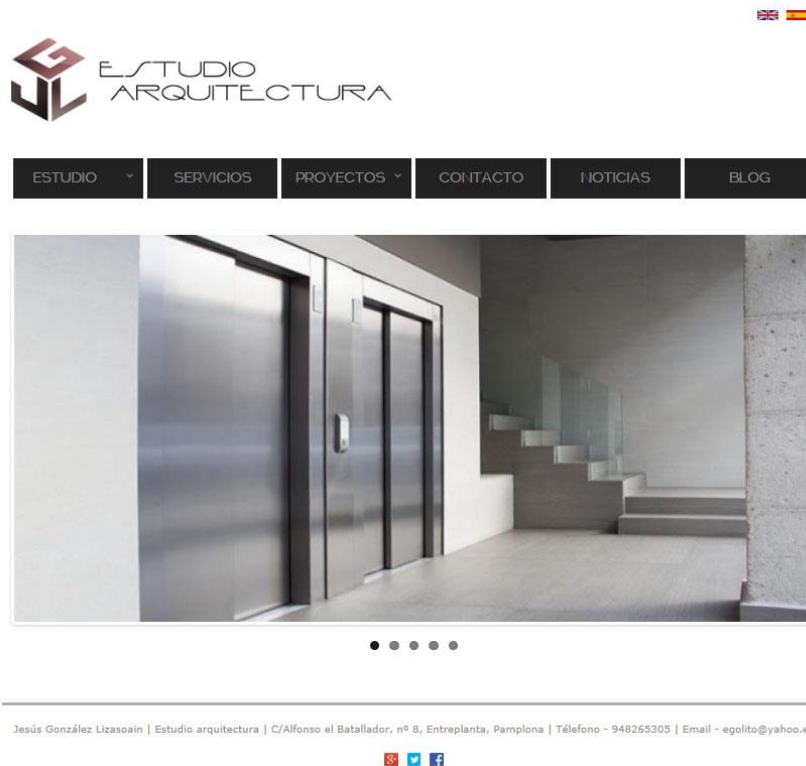 GJL
ESTUDIO
ARQUITECTURA
ESTUDIO SERVICIOS PROYECTOS CONTACTO NOTICIAS BLOG
Jesús González Lizasoain | Estudio arquitectura | C/Alfonso el Batallador, nº 8, Entreplanta, Pamplona | Télefono - 948265305 | Email - egolito@yahoo.e